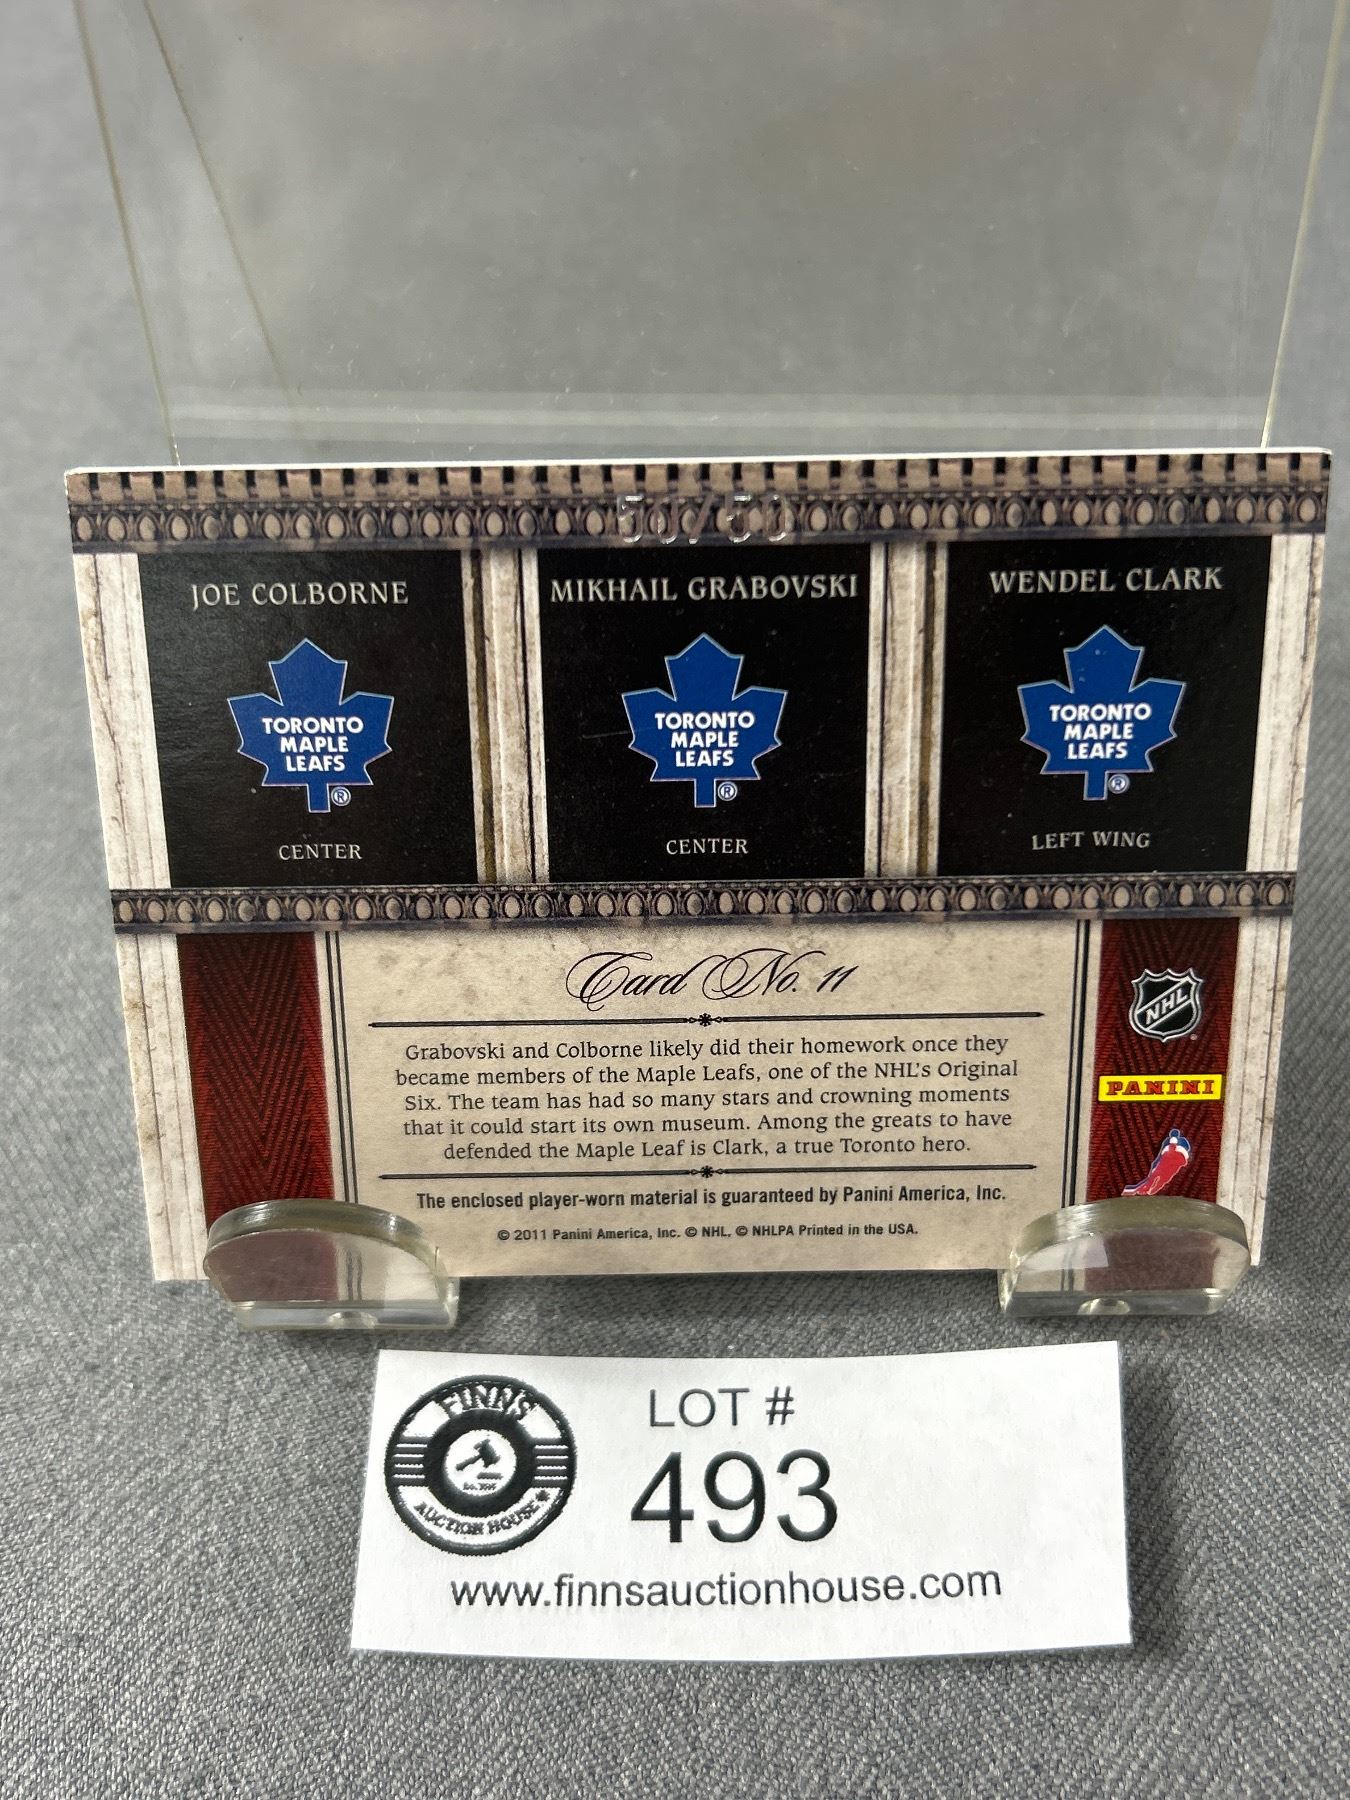 50/50
JOE COLBORNE
MIKHAIL GRABOVSKI
WENDEL CLARK
TORONTO
MAPLE
LEAFS
®
TORONTO
MAPLE
LEAFS
®
TORONTO
MAPLE
LEAFS
®
CENTER
CENTER
LEFT WING
Card No. 11
Grabovski and Colborne likely did their homework once they
became members of the Maple Leafs, one of the NHL's Original
Six. The team has had so many stars and crowning moments
that it could start its own museum. Among the greats to have
defended the Maple Leaf is Clark, a true Toronto hero.
The enclosed player-worn material is guaranteed by Panini America, Inc.
© 2011 Panini America, Inc. © NHL. © NHLPA Printed in the USA.
NHL
PANINI
FINNS
AUCTION HOUSE
LOT #
493
www.finnsauctionhouse.com